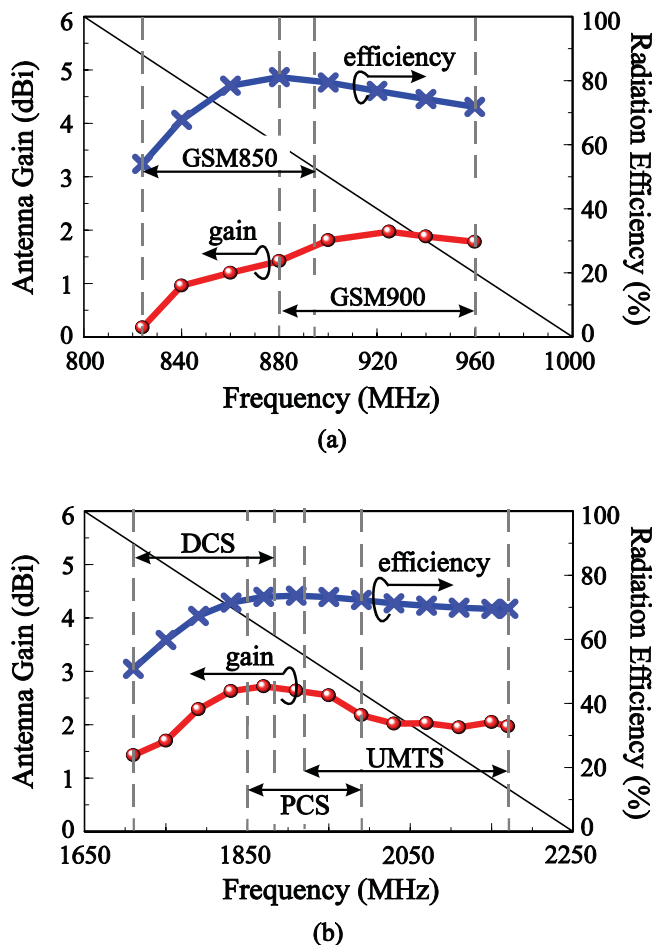 Antenna Gain (dBi)
6
5
4
3
2
1
0
100
80
60
40
20
0
Radiation Efficiency (%)
efficiency
GSM850
gain
GSM900
800
840
880
920
960
1000
Frequency (MHz)
(a)
Antenna Gain (dBi)
6
5
4
3
2
1
0
100
80
60
40
20
0
Radiation Efficiency (%)
DCS
efficiency
gain
UMTS
PCS
1650
1850
2050
2250
Frequency (MHz)
(b)